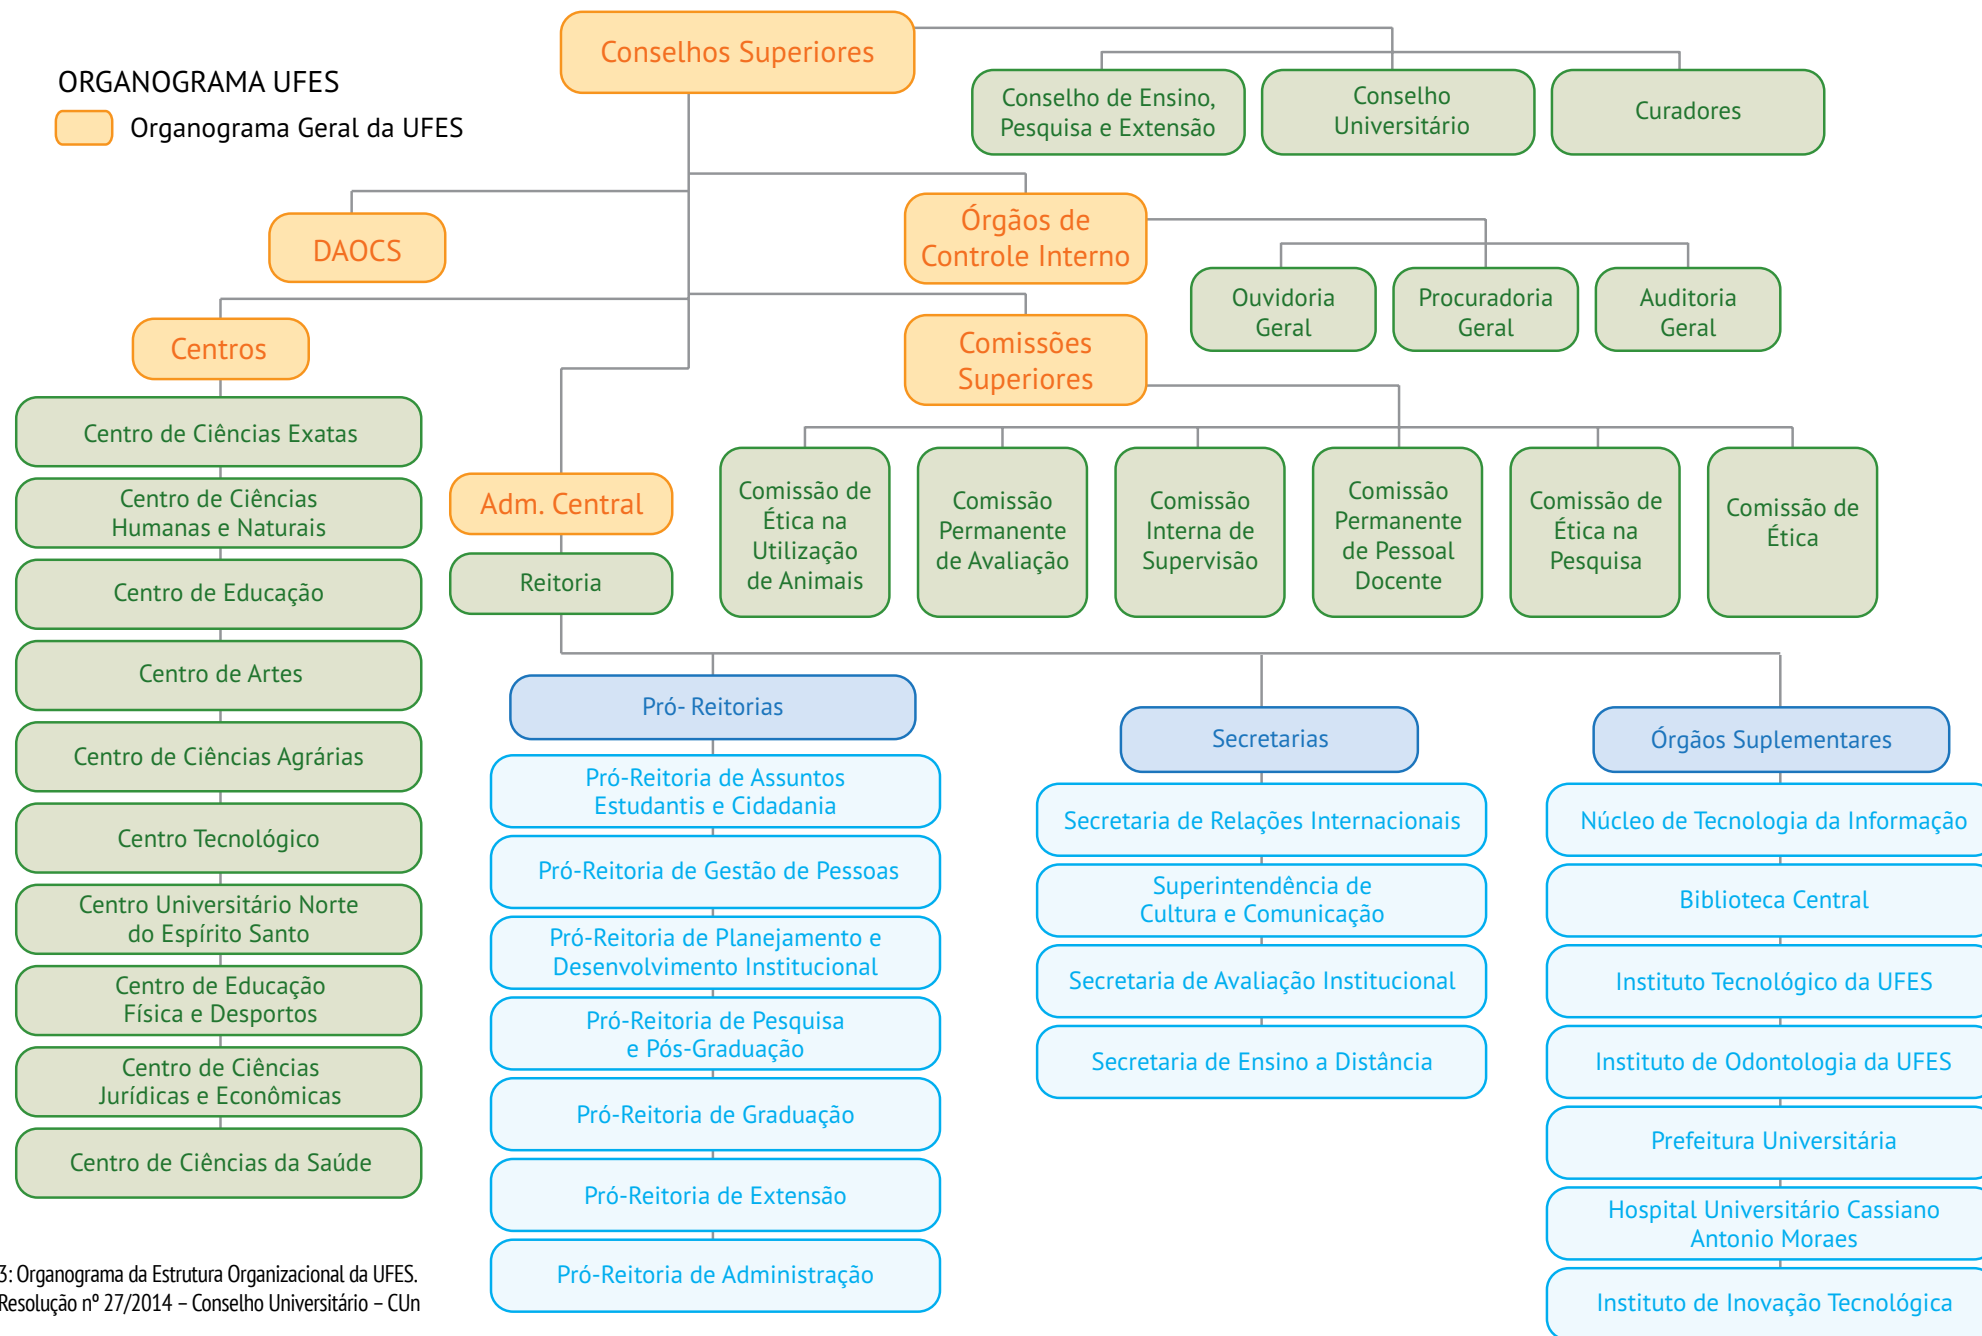 ORGANOGRAMA UFES
Organograma Geral da UFES
Conselhos Superiores
Conselho de Ensino,
Pesquisa e Extensão
Conselho
Universitário
Curadores
DAOCS
Órgãos de
Controle Interno
Ouvidoria
Geral
Procuradoria
Geral
Auditoria
Geral
Centros
Centro de Ciências Exatas
Centro de Ciências
Humanas e Naturais
Centro de Educação
Centro de Artes
Centro de Ciências Agrárias
Centro Tecnológico
Centro Universitário Norte
do Espírito Santo
Centro de Educação
Física e Desportos
Centro de Ciências
Jurídicas e Econômicas
Centro de Ciências da Saúde
Comissões
Superiores
Comissão de
Ética na
Utilização
de Animais
Comissão
Permanente
de Avaliação
Comissão
Interna de
Supervisão
Comissão
Permanente
de Pessoal
Docente
Comissão de
Ética na
Pesquisa
Comissão de
Ética
Adm. Central
Reitoria
Pró- Reitorias
Pró-Reitoria de Assuntos
Estudantis e Cidadania
Pró-Reitoria de Gestão de Pessoas
Pró-Reitoria de Planejamento e
Desenvolvimento Institucional
Pró-Reitoria de Pesquisa
e Pós-Graduação
Pró-Reitoria de Graduação
Pró-Reitoria de Extensão
Pró-Reitoria de Administração
Secretarias
Secretaria de Relações Internacionais
Superintendência de
Cultura e Comunicação
Secretaria de Avaliação Institucional
Secretaria de Ensino a Distância
Órgãos Suplementares
Núcleo de Tecnologia da Informação
Biblioteca Central
Instituto Tecnológico da UFES
Instituto de Odontologia da UFES
Prefeitura Universitária
Hospital Universitário Cassiano
Antonio Moraes
Instituto de Inovação Tecnológica
3: Organograma da Estrutura Organizacional da UFES.
Resolução nº 27/2014 – Conselho Universitário – CUn